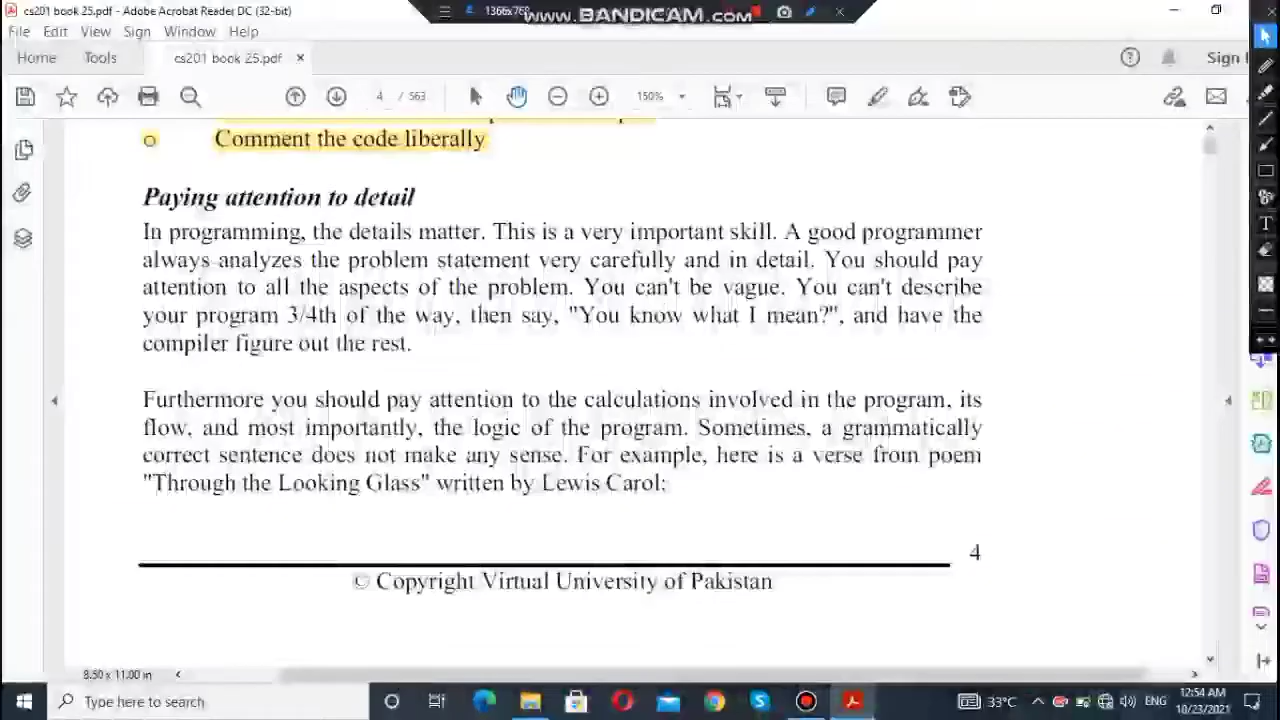 cs201 book 25.pdf - Adobe Acrobat Reader DC (32-bit)
1366x768
www.BANDICAM.com
File Edit View Sign Window Help
Home Tools cs201 book 25.pdf ×
Sign
4 / 563 150%
Comment the code liberally
Paying attention to detail
In programming, the details matter. This is a very important skill. A good programmer
always analyzes the problem statement very carefully and in detail. You should pay
attention to all the aspects of the problem. You can't be vague. You can't describe
your program 3/4th of the way, then say, "You know what I mean?", and have the
compiler figure out the rest.
Furthermore you should pay attention to the calculations involved in the program, its
flow, and most importantly, the logic of the program. Sometimes, a grammatically
correct sentence does not make any sense. For example, here is a verse from poem
"Through the Looking Glass" written by Lewis Carol:
4
© Copyright Virtual University of Pakistan
8.50 x 11.00 in
Type here to search
33°C
ENG
12:54 AM
10/23/2021